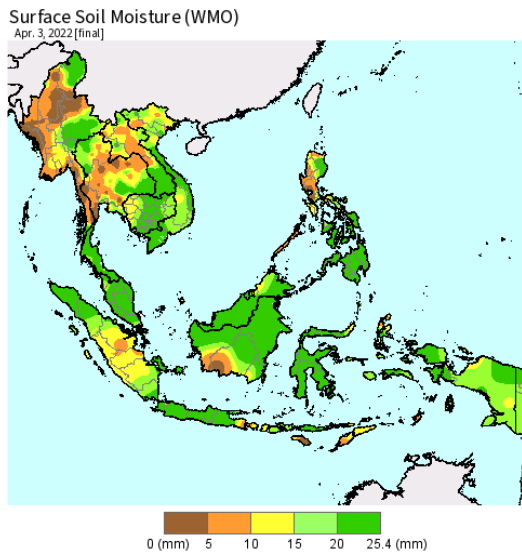 Surface Soil Moisture (WMO)
Apr. 3, 2022 [final]
0 (mm) 5 10 15 20 25.4 (mm)